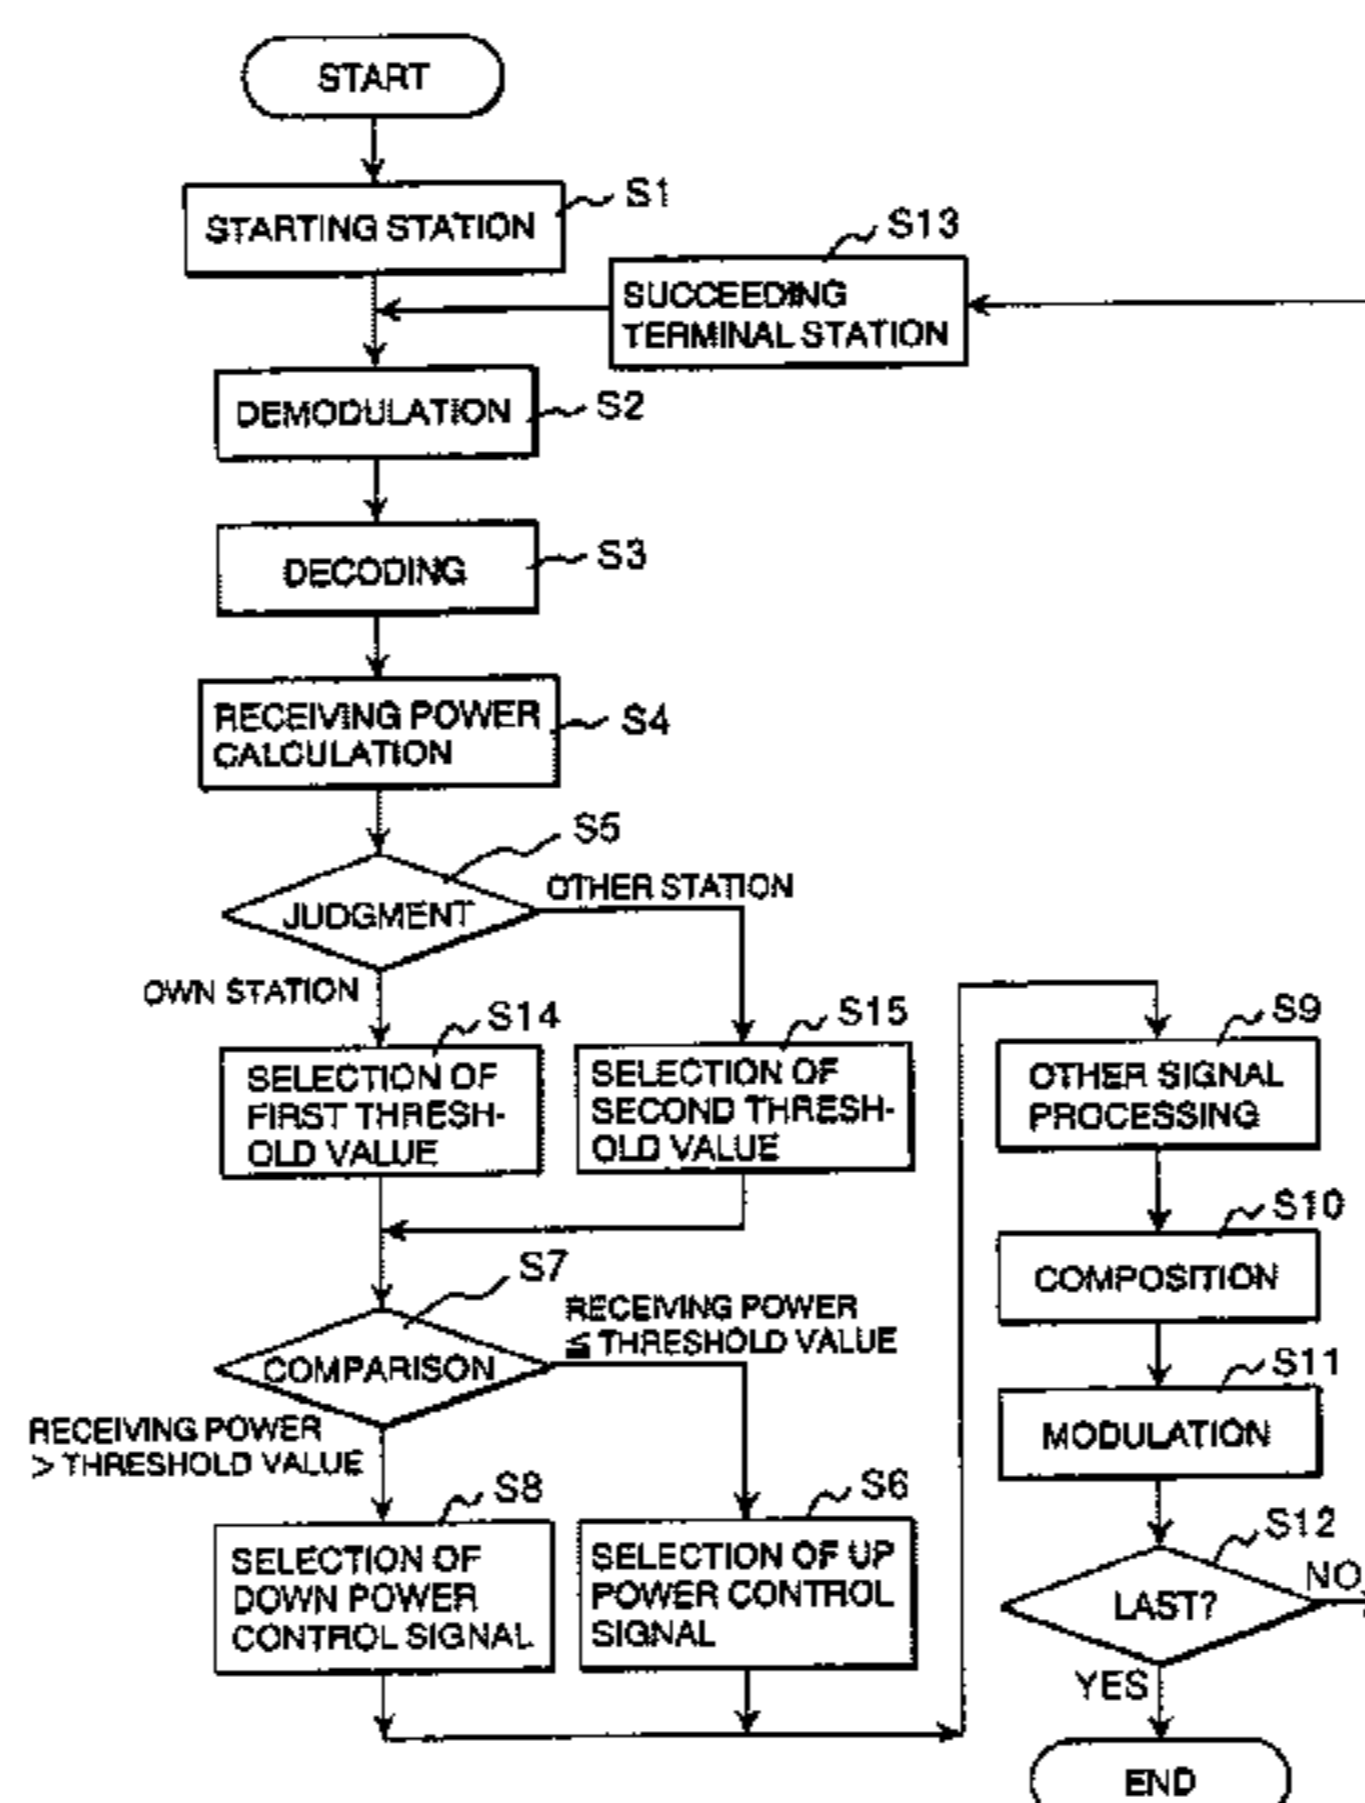 START
STARTING STATION
S1
S13
SUCCEEDING
TERMINAL STATION
DEMODULATION
S2
DECODING
S3
RECEIVING POWER
CALCULATION
S4
S5
JUDGMENT
OTHER STATION
OWN STATION
S14
SELECTION OF
FIRST THRESH-
OLD VALUE
S15
SELECTION OF
SECOND THRESH-
OLD VALUE
S7
COMPARISON
RECEIVING POWER
≦ THRESHOLD VALUE
RECEIVING POWER
> THRESHOLD VALUE
S8
SELECTION OF
DOWN POWER
CONTROL SIGNAL
S6
SELECTION OF UP
POWER CONTROL
SIGNAL
S9
OTHER SIGNAL
PROCESSING
S10
COMPOSITION
S11
MODULATION
S12
LAST?
NO
YES
END